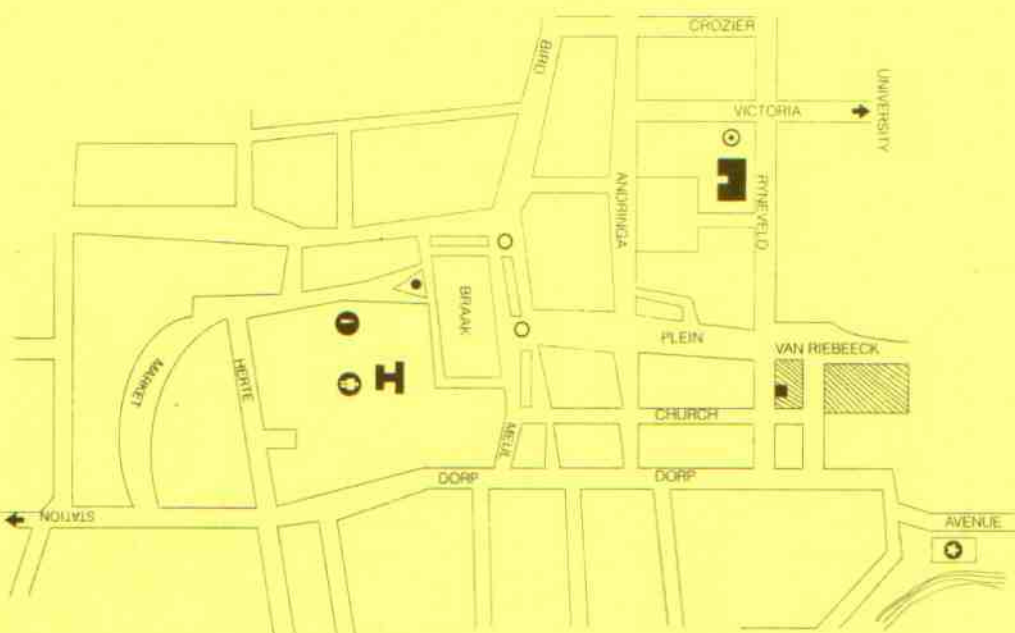 CROZIER
BIRD
UNIVERSITY
VICTORIA
ANDRINGA
RYNEVELD
BRAAK
PLEIN
VAN RIEBEECK
MARKET
HERTE
CHURCH
MEUL
DORP
DORP
STATION
AVENUE